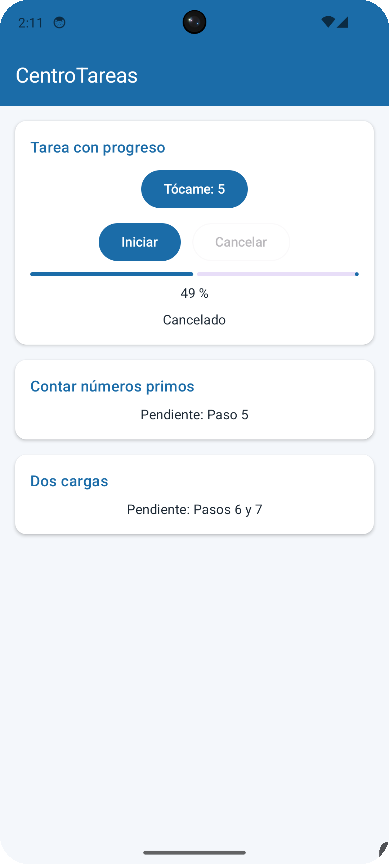 2:11
CentroTareas
Tarea con progreso
Tócame: 5
Iniciar
Cancelar
49 %
Cancelado
Contar números primos
Pendiente: Paso 5
Dos cargas
Pendiente: Pasos 6 y 7